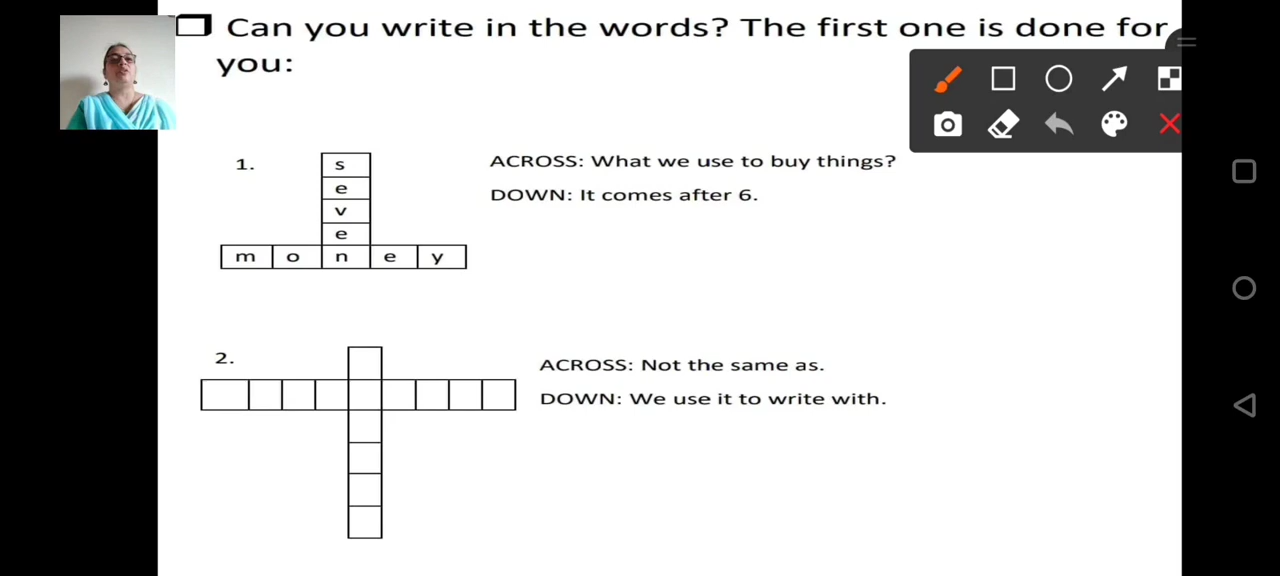 Can you write in the words? The first one is done for
you:
1.
s
e
v
e
m o n e y
ACROSS: What we use to buy things?
DOWN: It comes after 6.
2.
ACROSS: Not the same as.
DOWN: We use it to write with.